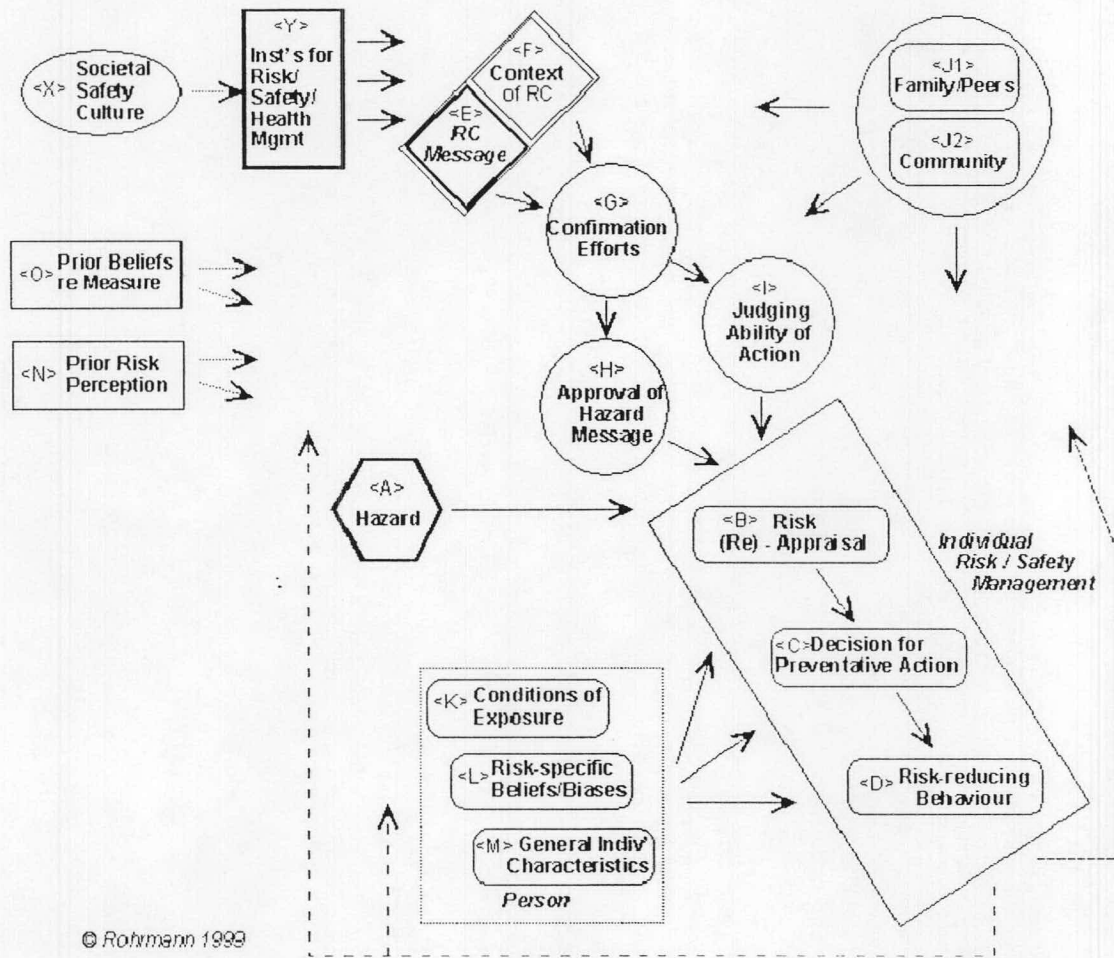 <X> Societal
Safety
Culture
<Y>
Inst's for
Risk/
Safety/
Health
Mgmt
<F>
Context
of RC
<E>
RC
Message
<J1>
Family/Peers
<J2>
Community
<G>
Confirmation
Efforts
<O> Prior Beliefs
re Measure
<I>
Judging
Ability of
Action
<N> Prior Risk
Perception
<H>
Approval of
Hazard
Message
<A>
Hazard
<B> Risk
(Re) - Appraisal
Individual
Risk / Safety
Management
<C> Decision for
Preventative Action
<K> Conditions of
Exposure
<L> Risk-specific
Beliefs/Biases
<D> Risk-reducing
Behaviour
<M> General Indiv'
Characteristics
Person
© Rohrmann 1999